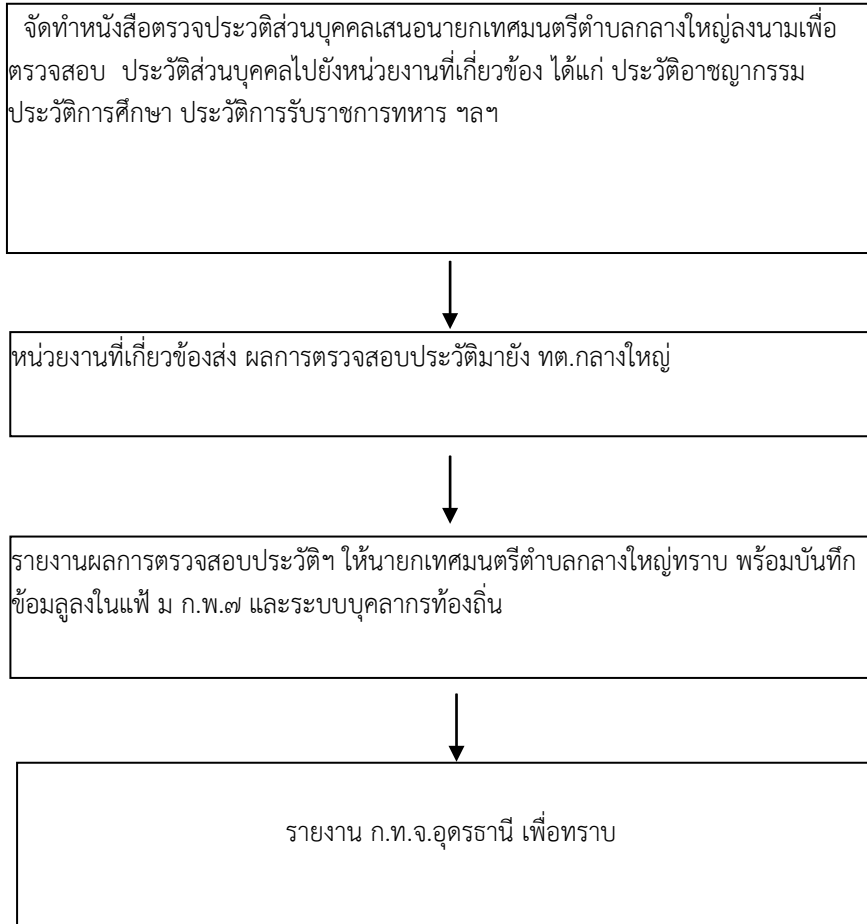 จัดทำหนังสือตรวจประวติส่วนบุคคลเสนอนายกเทศมนตรีตำบลกลางใหญ่ลงนามเพื่อ
ตรวจสอบ ประวัติส่วนบุคคลไปยังหน่วยงานที่เกี่ยวข้อง ได้แก่ ประวัติอาชญากรรม
ประวัติการศึกษา ประวัติการรับราชการทหาร ฯลฯ
หน่วยงานที่เกี่ยวข้องส่ง ผลการตรวจสอบประวัติมายัง ทต.กลางใหญ่
รายงานผลการตรวจสอบประวัติฯ ให้นายกเทศมนตรีตำบลกลางใหญ่ทราบ พร้อมบันทึก
ข้อมลูลงในแฟ้ ม ก.พ.๗ และระบบบุคลากรท้องถิ่น
รายงาน ก.ท.จ.อุดรธานี เพื่อทราบ